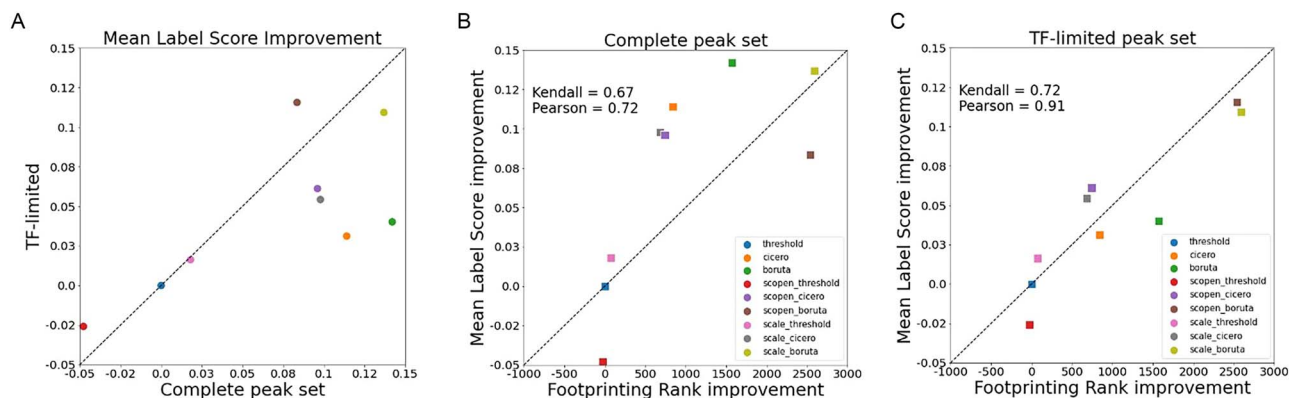 A
Mean Label Score Improvement
0.15
0.12
0.1
0.08
0.05
0.03
0.0
-0.02
-0.05
TF-limited
-0.05
-0.02
0.0
0.03
0.05
0.08
0.1
0.12
0.15
Complete peak set
B
Complete peak set
0.15
0.12
0.1
0.08
0.05
0.03
0.0
-0.02
-0.05
Mean Label Score improvement
Kendall = 0.67
Pearson = 0.72
threshold
cicero
boruta
scopen_threshold
scopen_cicero
scopen_boruta
scale_threshold
scale_cicero
scale_boruta
-1000 -500 0 500 1000 1500 2000 2500 3000
Footprinting Rank improvement
C
TF-limited peak set
0.15
0.12
0.1
0.08
0.05
0.03
0.0
-0.02
-0.05
Mean Label Score improvement
Kendall = 0.72
Pearson = 0.91
threshold
cicero
boruta
scopen_threshold
scopen_cicero
scopen_boruta
scale_threshold
scale_cicero
scale_boruta
-1000 -500 0 500 1000 1500 2000 2500 3000
Footprinting Rank improvement